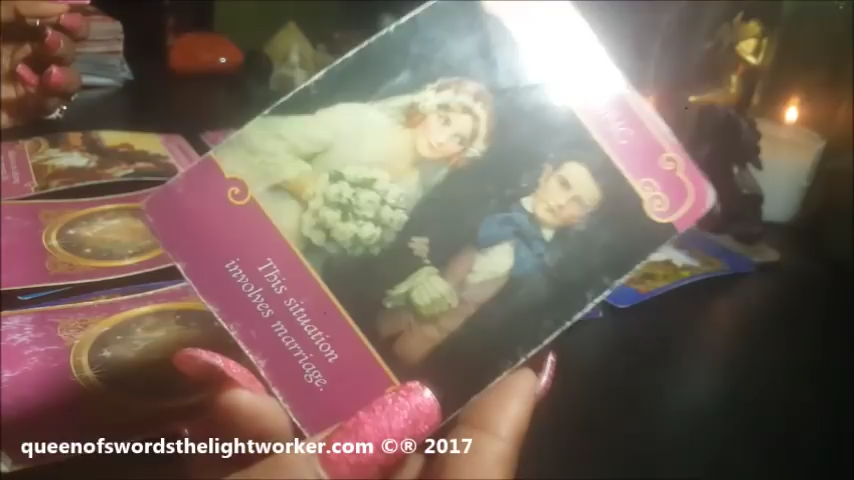 This situation
involves marriage.
queenofswordsthelightworker.com ©® 2017